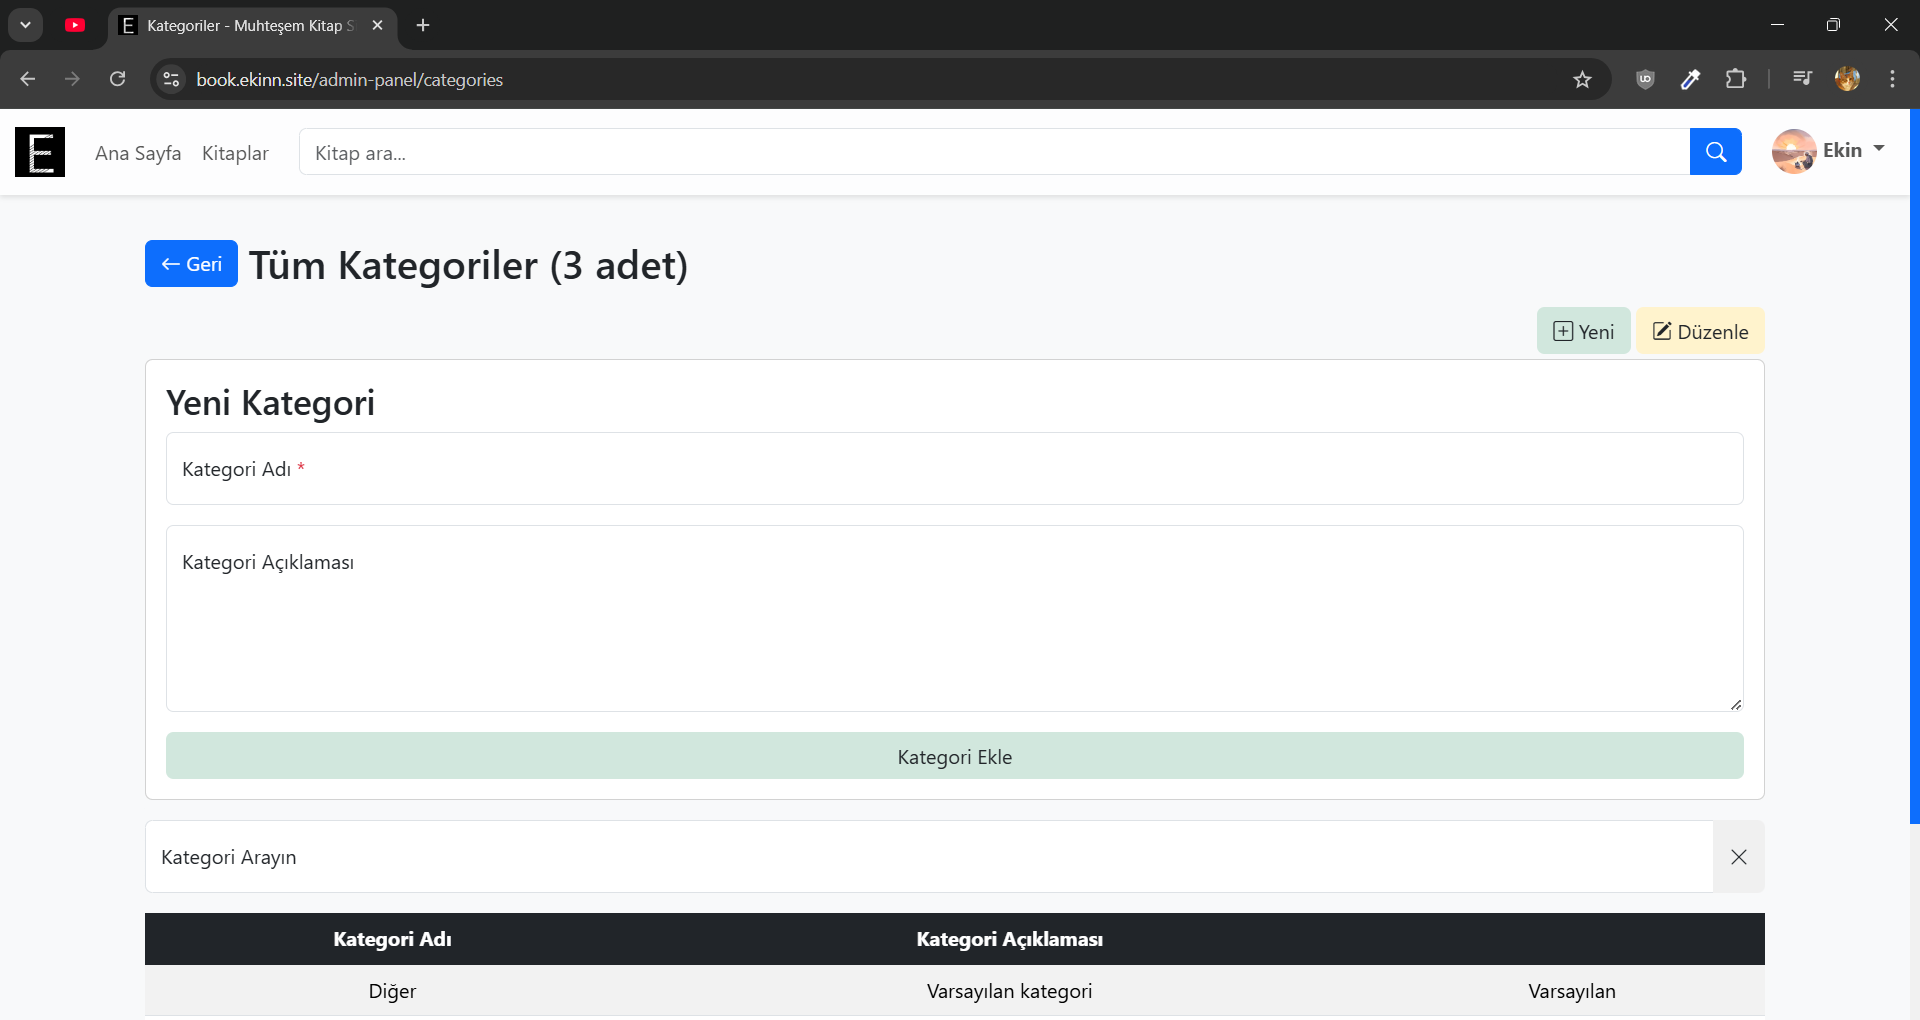 Kategoriler - Muhteşem Kitap S
book.ekinn.site/admin-panel/categories
E
Ana Sayfa
Kitaplar
Kitap ara...
Ekin
Geri
Tüm Kategoriler (3 adet)
Yeni
Düzenle
Yeni Kategori
Kategori Adı *
Kategori Açıklaması
Kategori Ekle
Kategori Arayın
Kategori Adı
Kategori Açıklaması
Diğer
Varsayılan kategori
Varsayılan